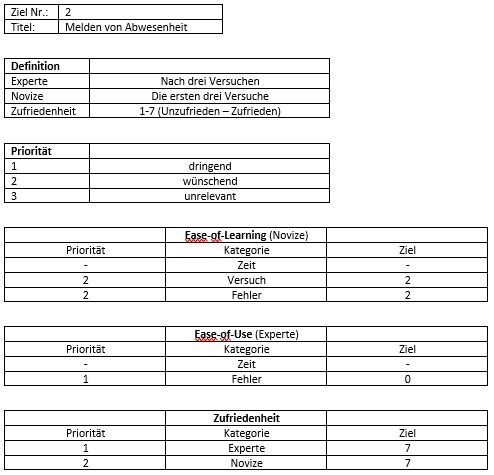 Ziel Nr.: 2
Titel: Melden von Abwesenheit
Definition
Experte Nach drei Versuchen
Novize Die ersten drei Versuche
Zufriedenheit 1-7 (Unzufrieden – Zufrieden)
Priorität
1 dringend
2 wünschend
3 unrelevant
Ease-of-Learning (Novize)
Priorität Kategorie Ziel
- Zeit -
2 Versuch 2
2 Fehler 2
Ease-of-Use (Experte)
Priorität Kategorie Ziel
- Zeit -
1 Fehler 0
Zufriedenheit
Priorität Kategorie Ziel
1 Experte 7
2 Novize 7